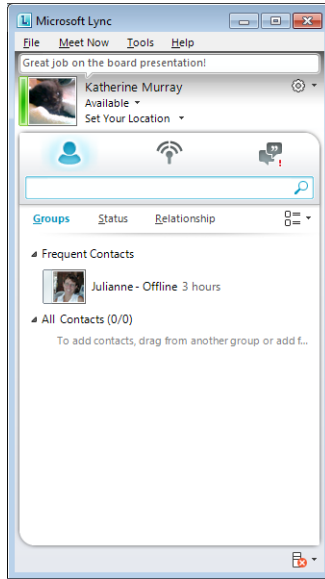 Microsoft Lync
File Meet Now Tools Help
Great job on the board presentation!
Katherine Murray
Available
Set Your Location
Groups Status Relationship
Frequent Contacts
Julianne - Offline 3 hours
All Contacts (0/0)
To add contacts, drag from another group or add f...